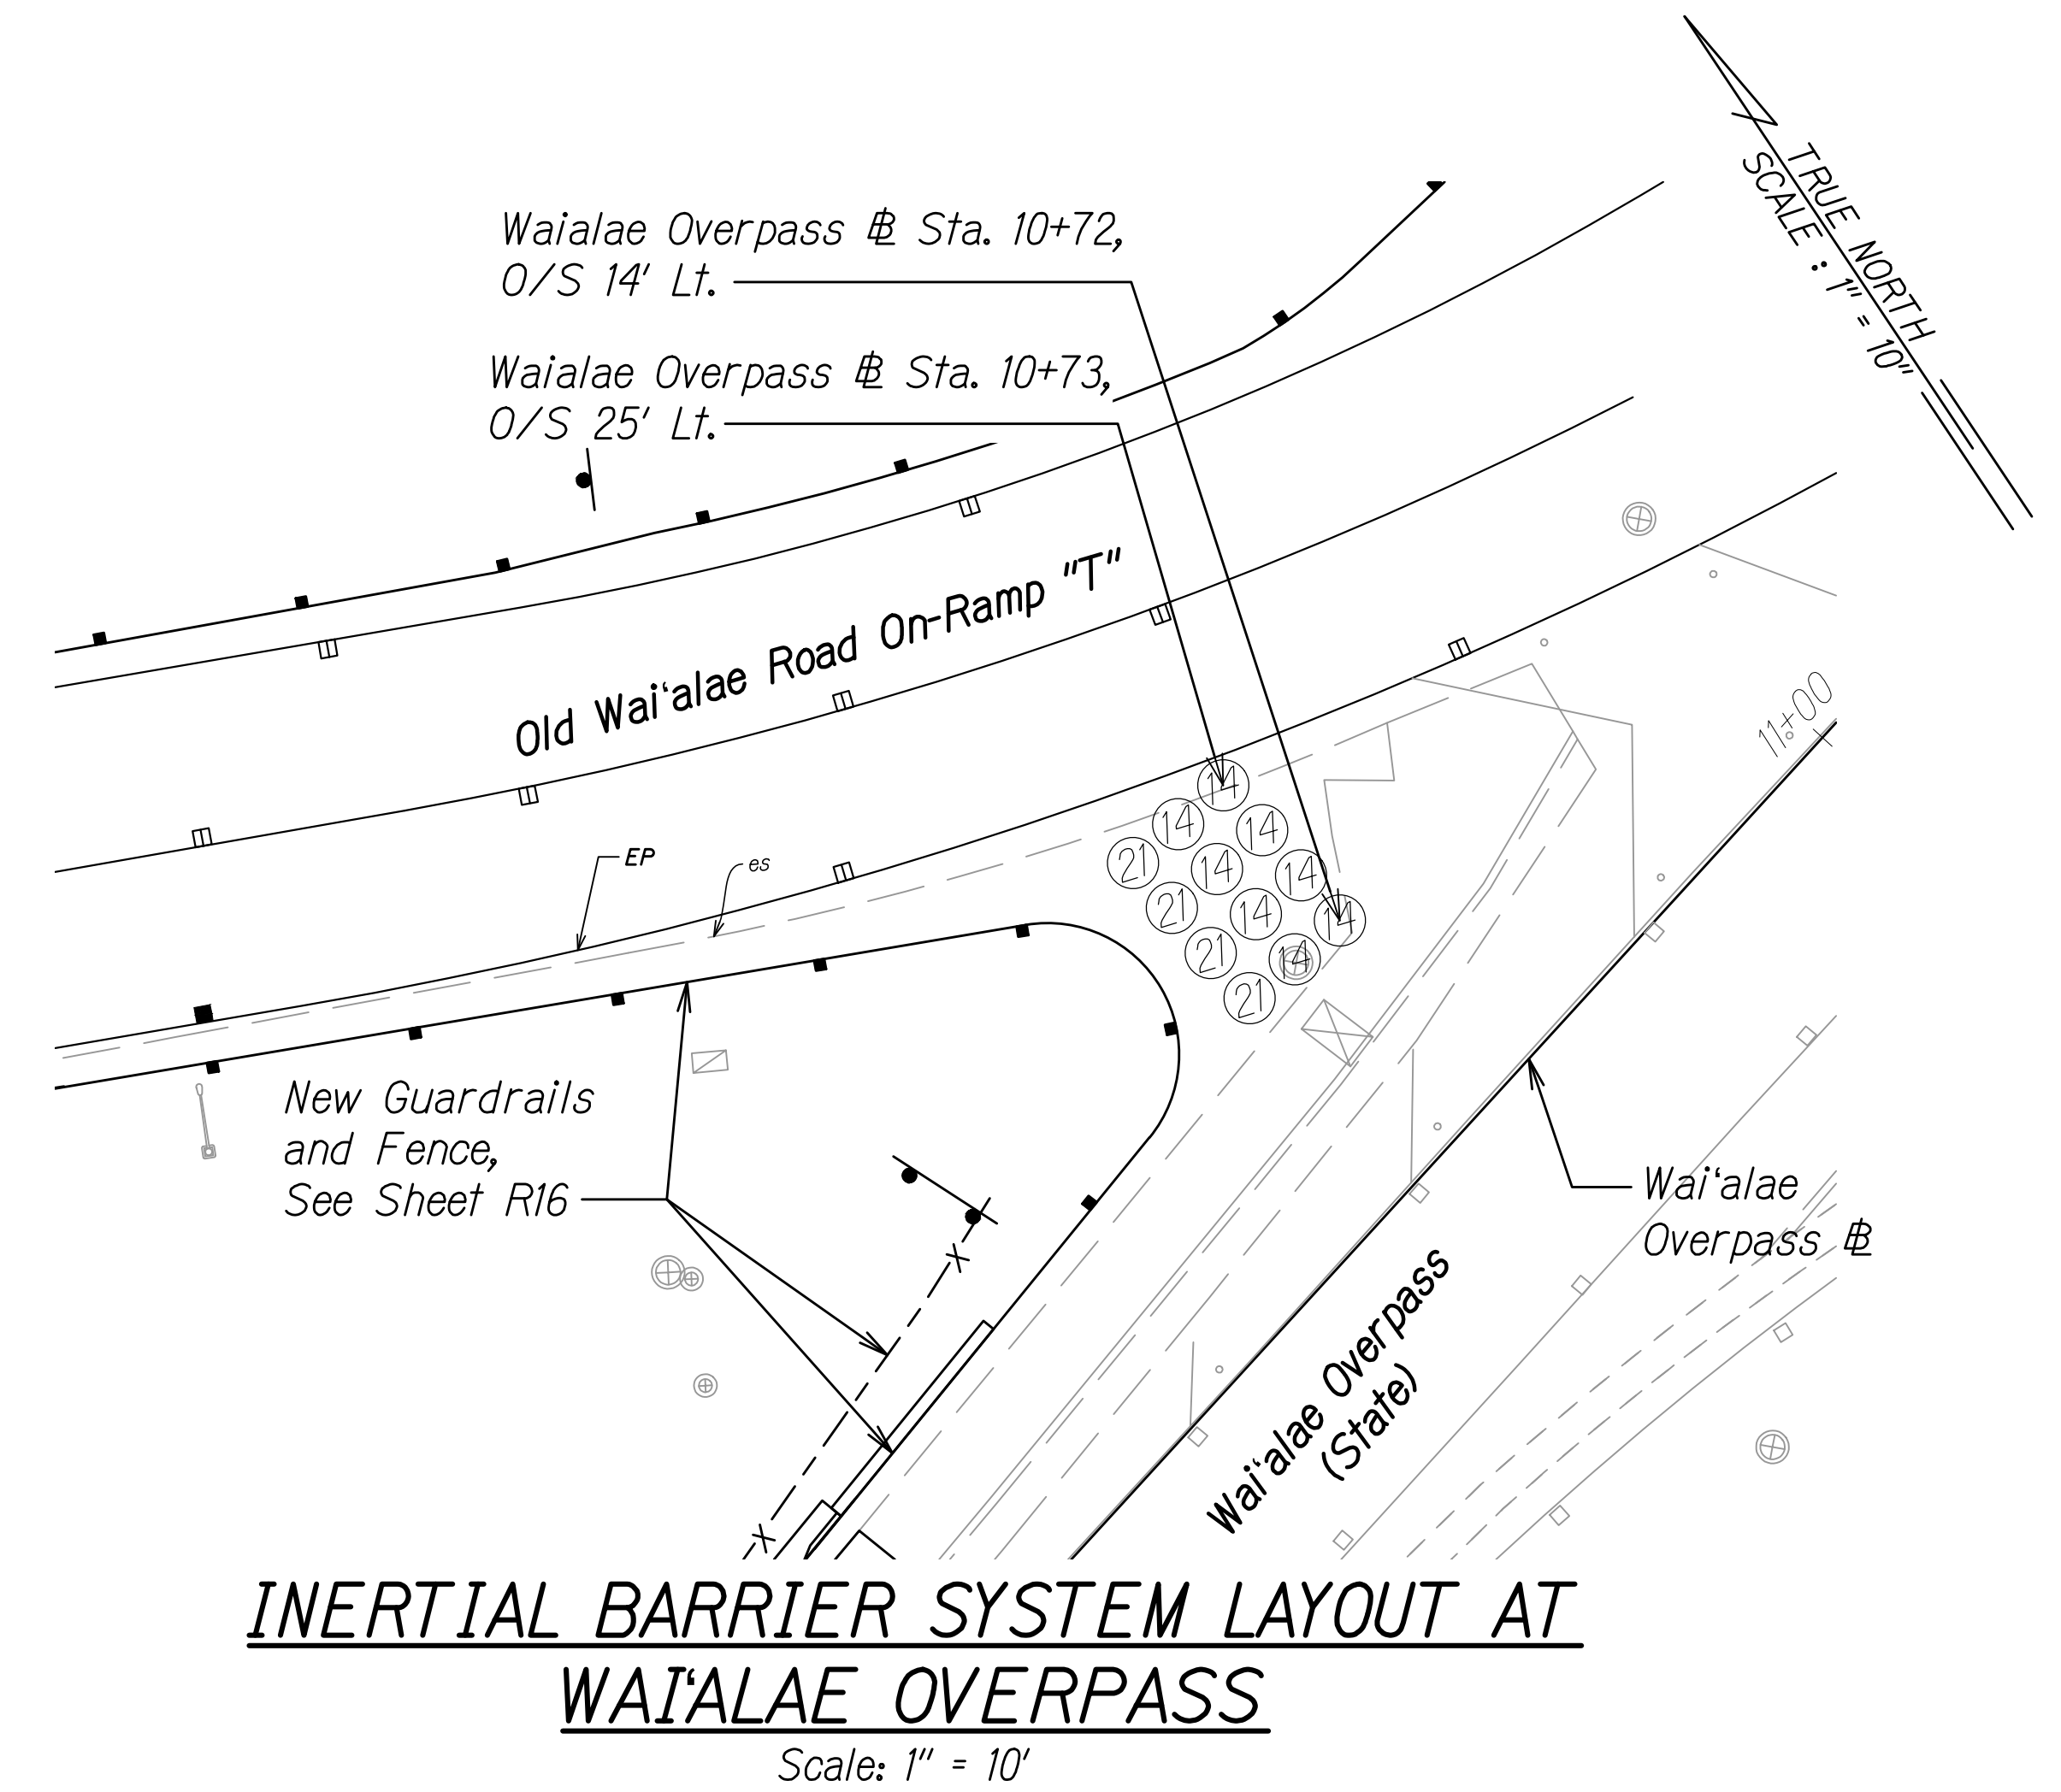 TRUE NORTH
SCALE : 1" = 10"
Waialae Overpass ⅊ Sta. 10+72,
O/S 14' Lt.
Waialae Overpass ⅊ Sta. 10+73,
O/S 25' Lt.
Old Wai‘alae Road On-Ramp "T"
11+00
14
14
14
21
14
14
21
14
14
21
14
21
EP
es
New Guardrails
and Fence,
See Sheet R16
X
X
Wai‘alae
Overpass ⅊
Wai‘alae Overpass
(State)
INERTIAL BARRIER SYSTEM LAYOUT AT
WAI‘ALAE OVERPASS
Scale: 1" = 10'